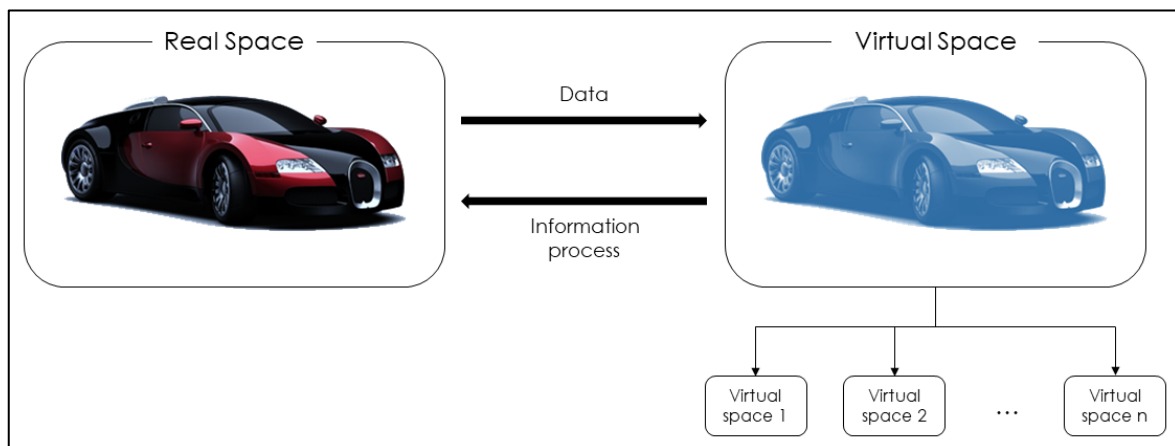 Real Space
Virtual Space
Data
Information
process
Virtual
space 1
Virtual
space 2
...
Virtual
space n